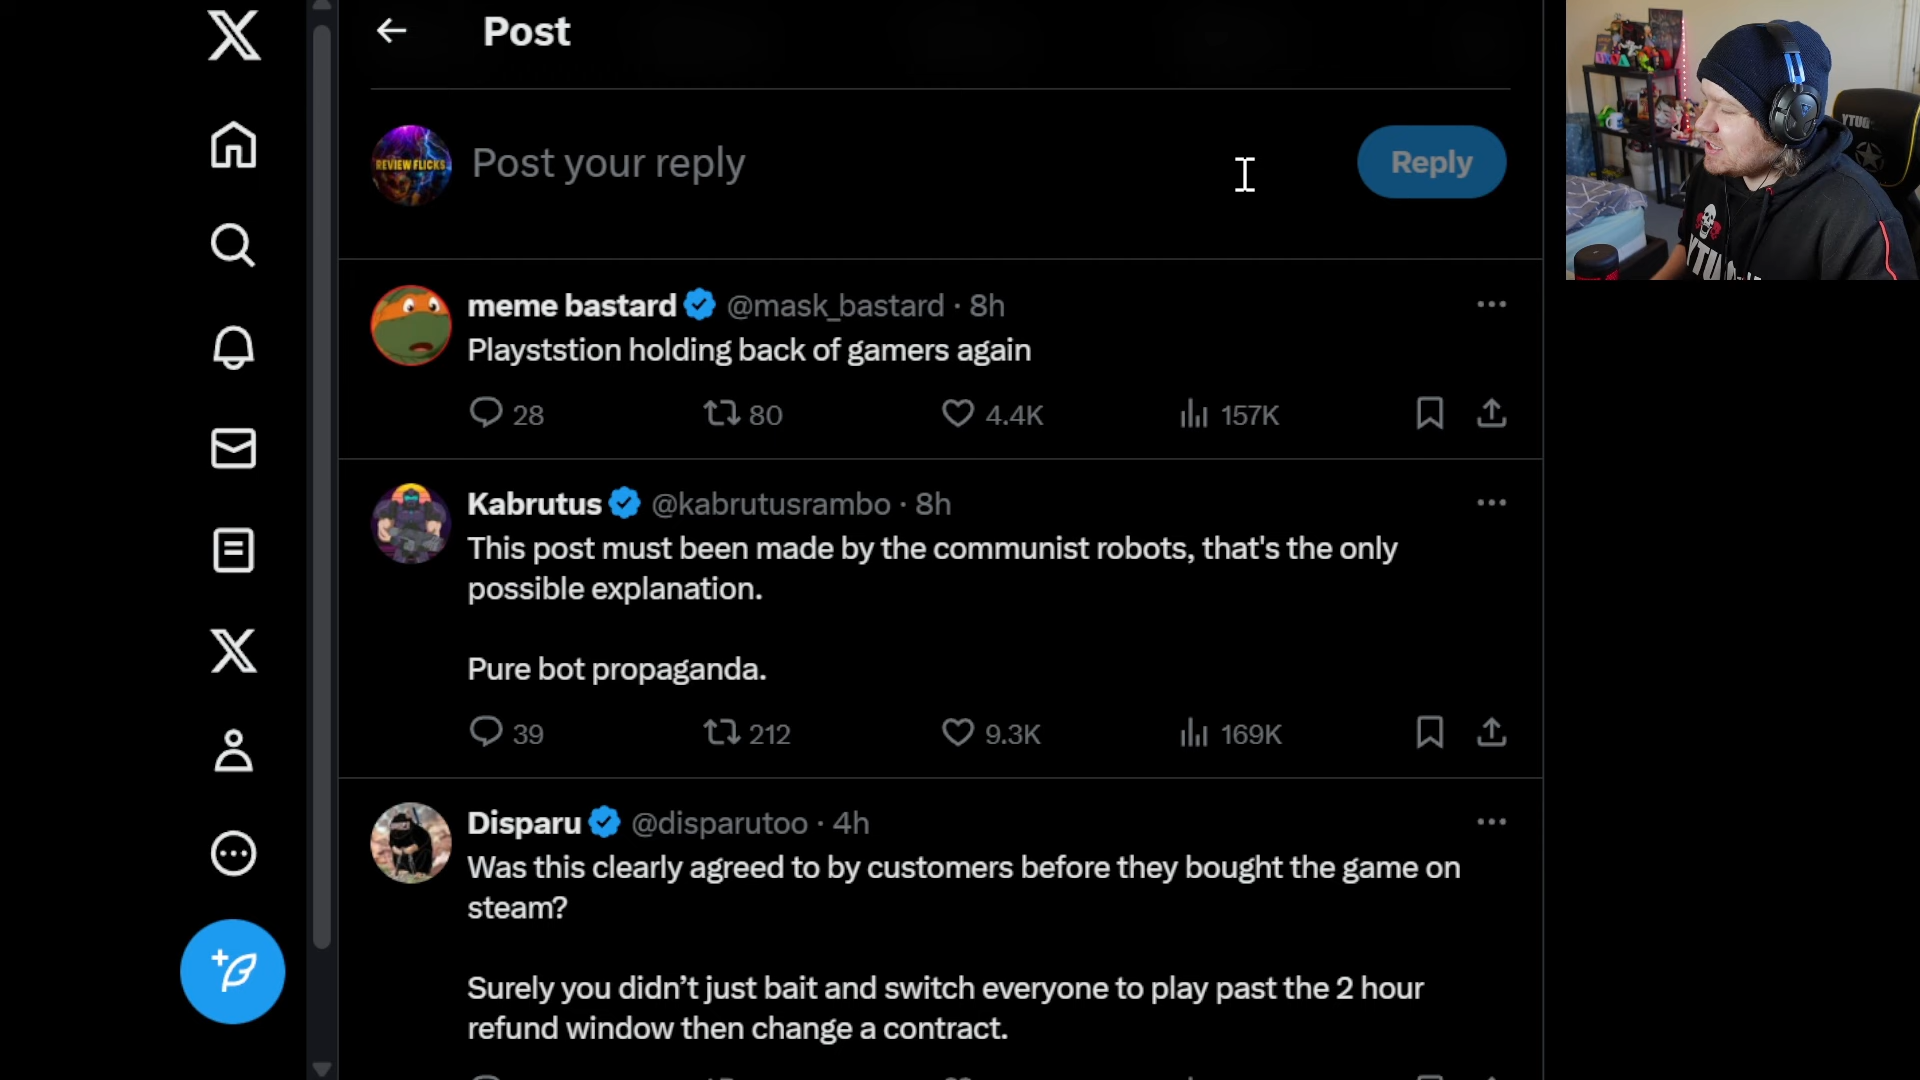 Post
REVIEW FLICKS
Post your reply
Reply
meme bastard @mask_bastard · 8h
Playststion holding back of gamers again
28 80 4.4K 157K
Kabrutus @kabrutusrambo · 8h
This post must been made by the communist robots, that's the only
possible explanation.
Pure bot propaganda.
39 212 9.3K 169K
Disparu @disparutoo · 4h
Was this clearly agreed to by customers before they bought the game on
steam?
Surely you didn’t just bait and switch everyone to play past the 2 hour
refund window then change a contract.